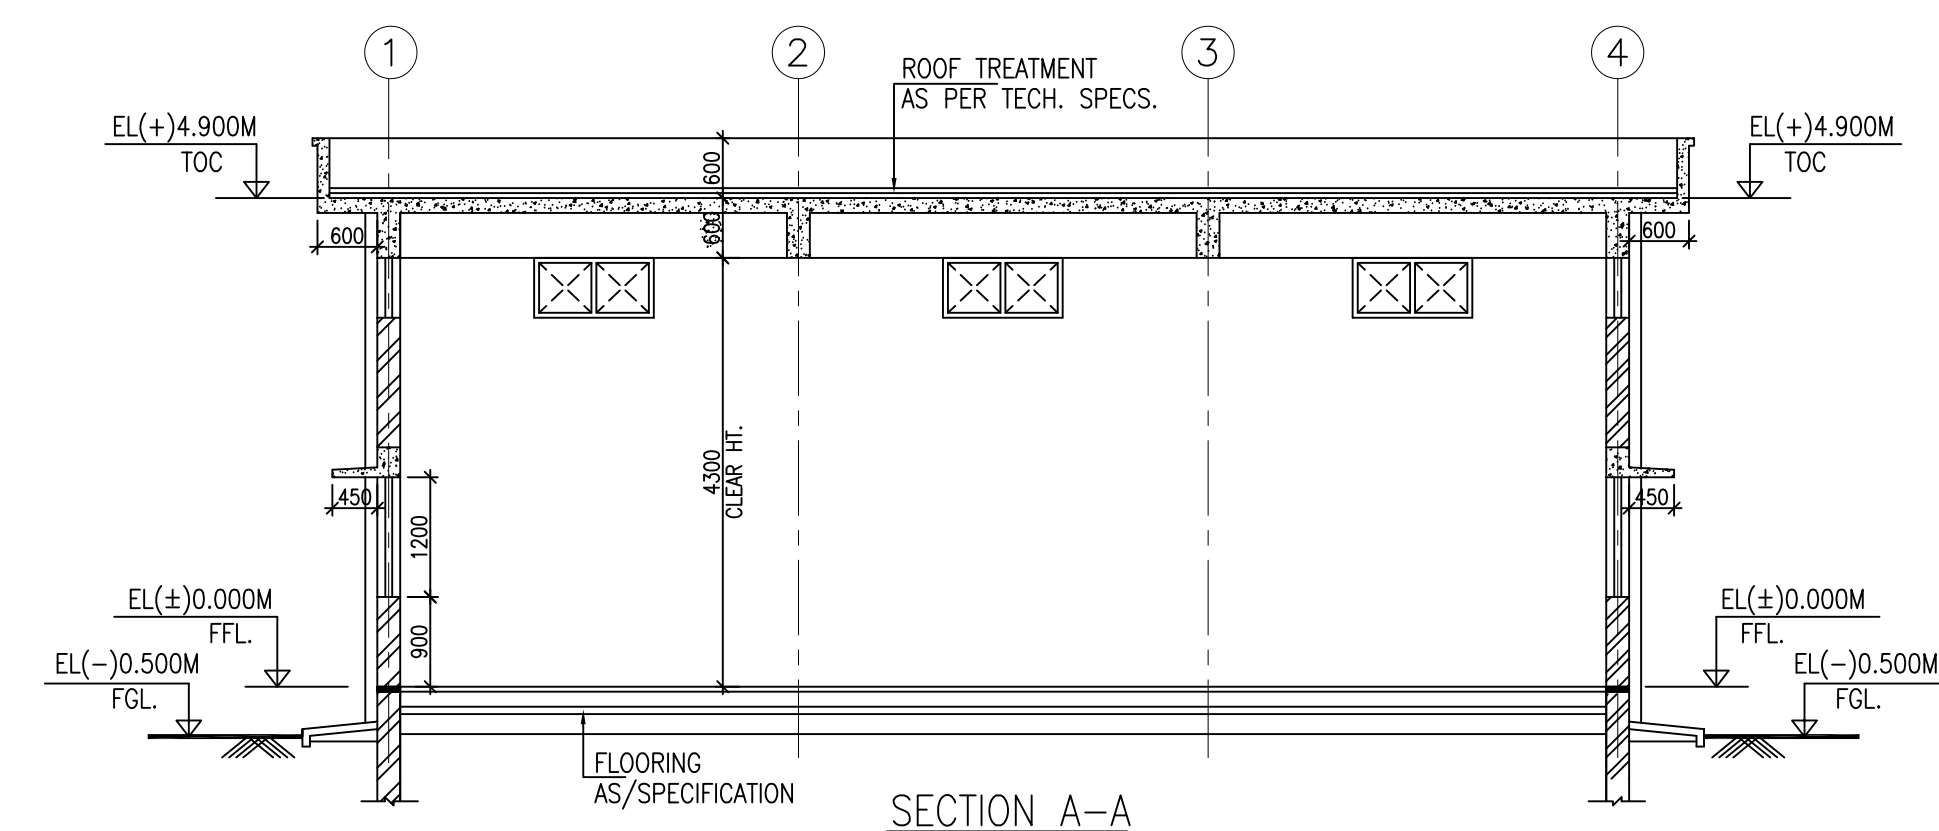 1
2
3
4
ROOF TREATMENT
AS PER TECH. SPECS.
EL(+)4.900M
TOC
EL(+)4.900M
TOC
600
600
600
600
4300
CLEAR HT.
450
450
1200
900
EL(±)0.000M
FFL.
EL(±)0.000M
FFL.
EL(-)0.500M
FGL.
EL(-)0.500M
FGL.
FLOORING
AS/SPECIFICATION
SECTION A-A